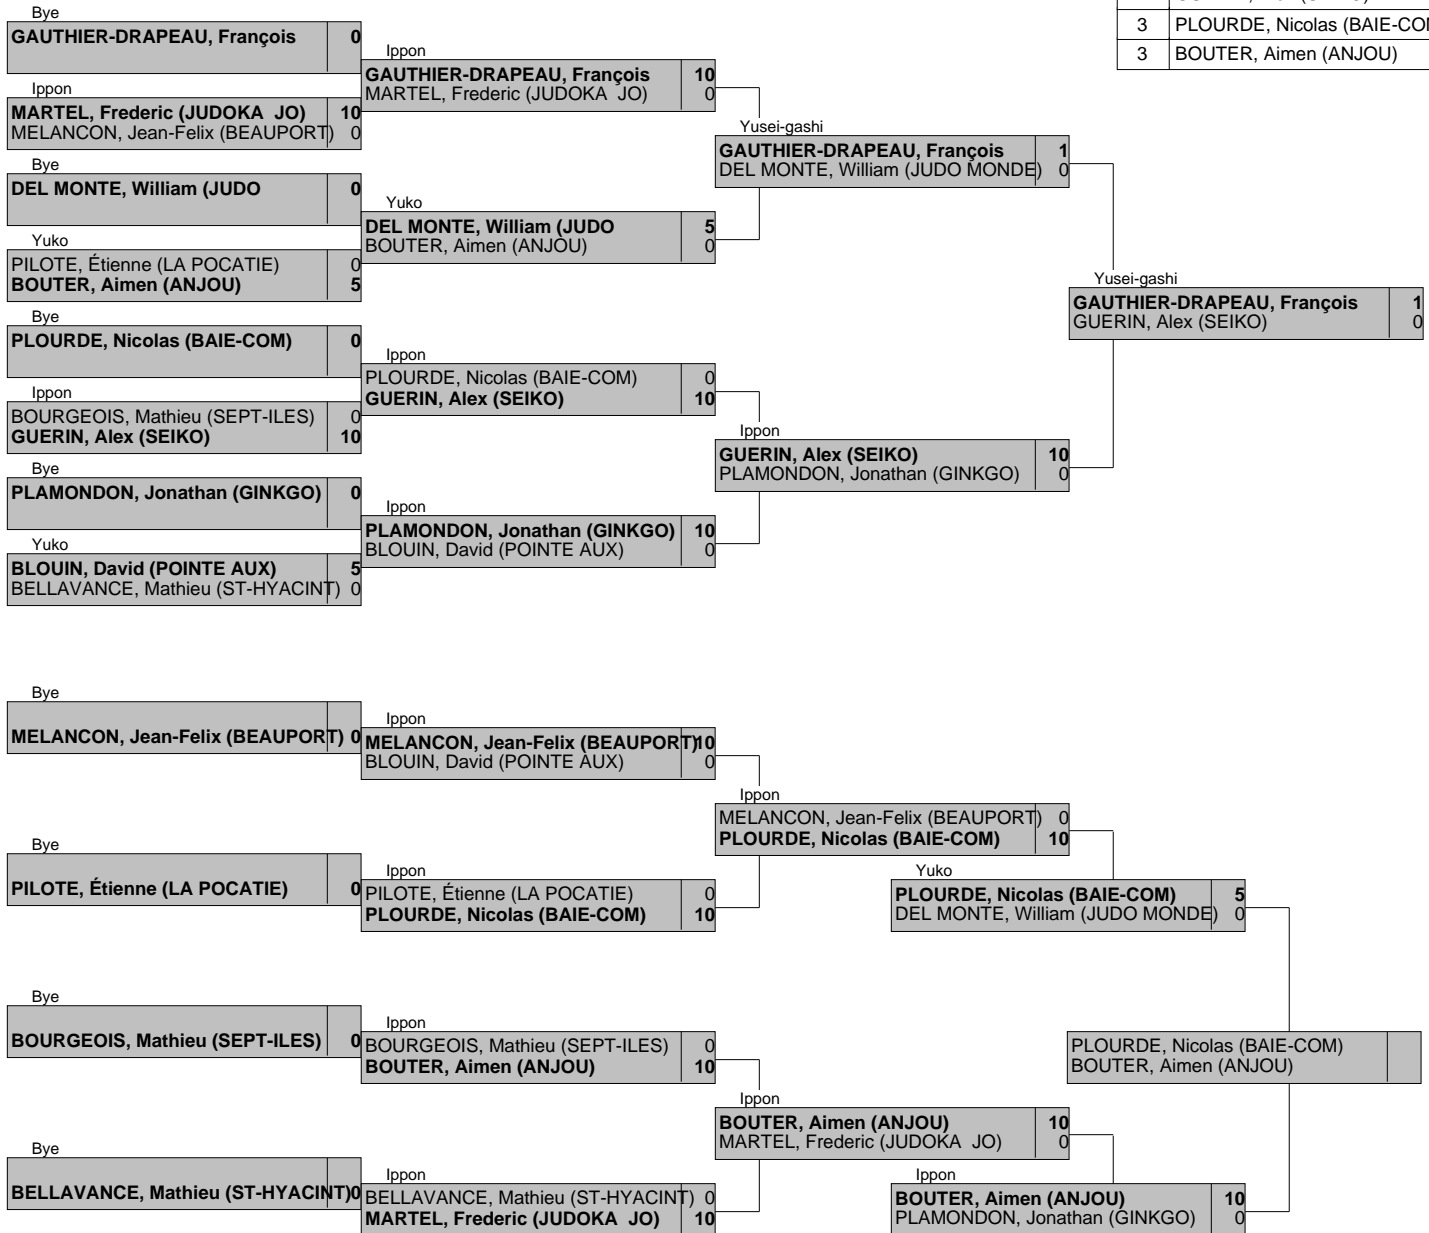 3 PLOURDE, Nicolas
3 BOUTER, Aimen (ANJOU)
Bye
GAUTHIER-DRAPEAU, François 0
Ippon
MARTEL, Frederic (JUDOKA JO) 10
MELANCON, Jean-Felix (BEAUPORT) 0
Bye
DEL MONTE, William (JUDO 0
Yuko
PILOTE, Étienne (LA POCATIE) 0
BOUTER, Aimen (ANJOU) 5
Bye
PLOURDE, Nicolas (BAIE-COM) 0
Ippon
BOURGEOIS, Mathieu (SEPT-ILES) 0
GUERIN, Alex (SEIKO) 10
Bye
PLAMONDON, Jonathan (GINKGO) 0
Yuko
BLOUIN, David (POINTE AUX) 5
BELLAVANCE, Mathieu (ST-HYACINT) 0
Ippon
GAUTHIER-DRAPEAU, François 10
MARTEL, Frederic (JUDOKA JO) 0
Yuko
DEL MONTE, William (JUDO 5
BOUTER, Aimen (ANJOU) 0
Ippon
PLOURDE, Nicolas (BAIE-COM) 0
GUERIN, Alex (SEIKO) 10
Ippon
PLAMONDON, Jonathan (GINKGO) 10
BLOUIN, David (POINTE AUX) 0
Yusei-gashi
GAUTHIER-DRAPEAU, François 1
DEL MONTE, William (JUDO MONDE) 0
Ippon
GUERIN, Alex (SEIKO) 10
PLAMONDON, Jonathan (GINKGO) 0
Yusei-gashi
GAUTHIER-DRAPEAU, François 1
GUERIN, Alex (SEIKO) 0
Bye
MELANCON, Jean-Felix (BEAUPORT) 0
Bye
PILOTE, Étienne (LA POCATIE) 0
Bye
BOURGEOIS, Mathieu (SEPT-ILES) 0
Bye
BELLAVANCE, Mathieu (ST-HYACINT) 0
Ippon
MELANCON, Jean-Felix (BEAUPORT) 10
BLOUIN, David (POINTE AUX) 0
Ippon
PILOTE, Étienne (LA POCATIE) 0
PLOURDE, Nicolas (BAIE-COM) 10
Ippon
BOURGEOIS, Mathieu (SEPT-ILES) 0
BOUTER, Aimen (ANJOU) 10
Ippon
BELLAVANCE, Mathieu (ST-HYACINT) 0
MARTEL, Frederic (JUDOKA JO) 10
Ippon
MELANCON, Jean-Felix (BEAUPORT) 0
PLOURDE, Nicolas (BAIE-COM) 10
Ippon
BOUTER, Aimen (ANJOU) 10
MARTEL, Frederic (JUDOKA JO) 0
Yuko
PLOURDE, Nicolas (BAIE-COM) 5
DEL MONTE, William (JUDO MONDE) 0
Ippon
BOUTER, Aimen (ANJOU) 10
PLAMONDON, Jonathan (GINKGO) 0
PLOURDE, Nicolas (BAIE-COM)
BOUTER, Aimen (ANJOU)